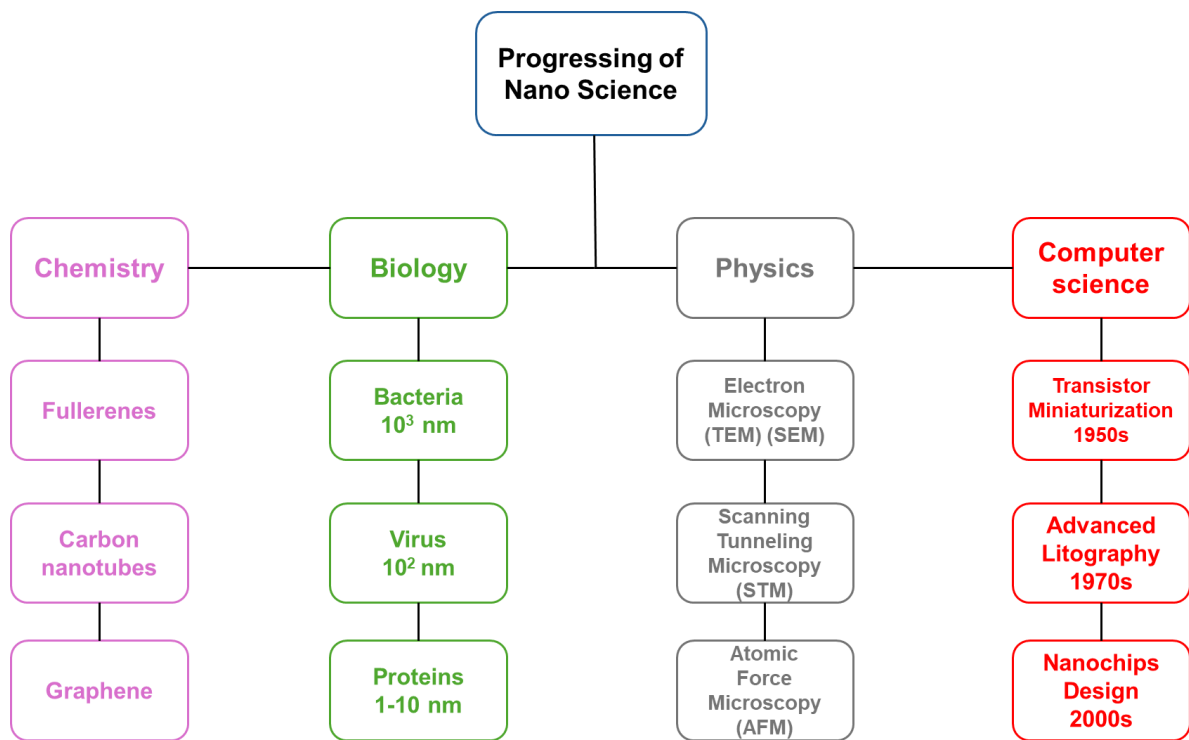 Progressing of
Nano Science
Chemistry
Biology
Physics
Computer
science
Fullerenes
Bacteria
10³ nm
Electron
Microscopy
(TEM) (SEM)
Transistor
Miniaturization
1950s
Carbon
nanotubes
Virus
10² nm
Scanning
Tunneling
Microscopy
(STM)
Advanced
Litography
1970s
Graphene
Proteins
1-10 nm
Atomic
Force
Microscopy
(AFM)
Nanochips
Design
2000s